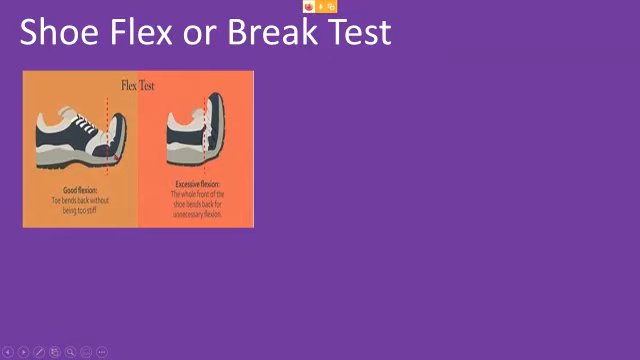 Shoe Flex or Break Test
Flex Test
Good flexion:
Toe bends back without
being too stiff.
Excessive flexion:
The whole front of the
shoe bends back for
unnecessary flexion.